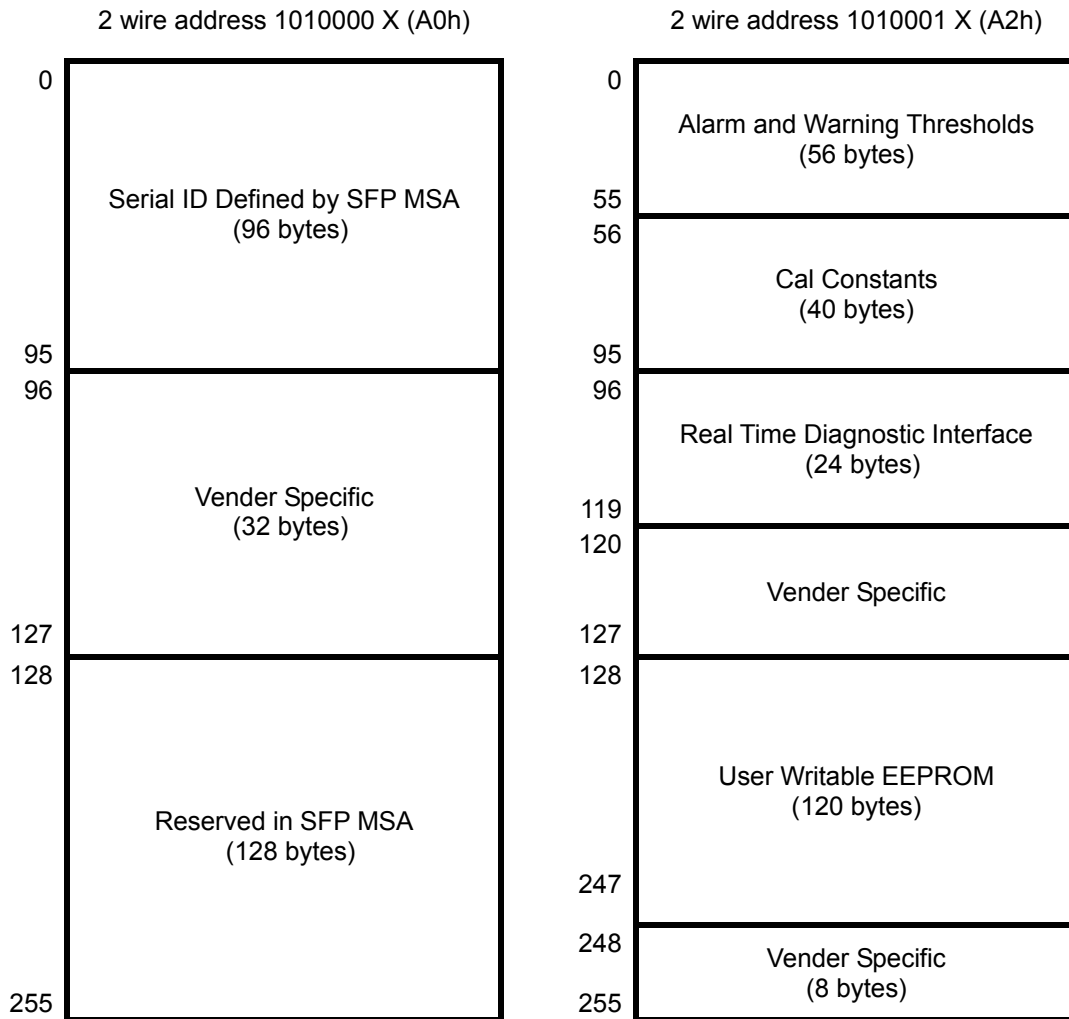 2 wire address 1010000 X (A0h)
0
Serial ID Defined by SFP MSA
(96 bytes)
95
96
Vender Specific
(32 bytes)
127
128
Reserved in SFP MSA
(128 bytes)
255
2 wire address 1010001 X (A2h)
0
Alarm and Warning Thresholds
(56 bytes)
55
56
Cal Constants
(40 bytes)
95
96
Real Time Diagnostic Interface
(24 bytes)
119
120
Vender Specific
127
128
User Writable EEPROM
(120 bytes)
247
248
Vender Specific
(8 bytes)
255